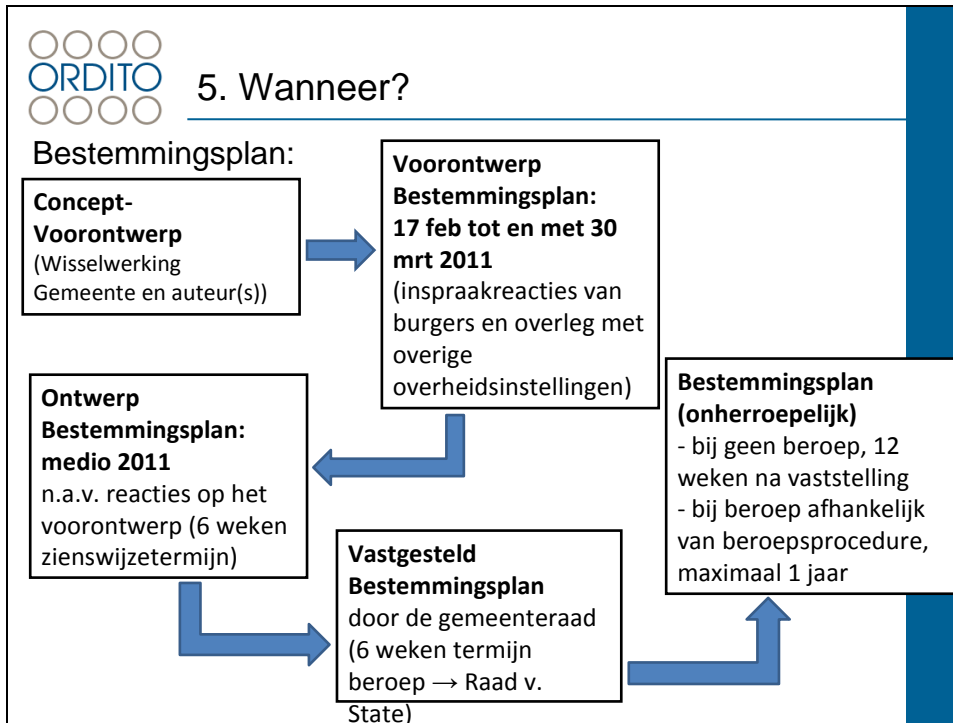 ORDITO
5. Wanneer?
Bestemmingsplan:
Concept-
Voorontwerp
(Wisselwerking
Gemeente en auteur(s))
Voorontwerp
Bestemmingsplan:
17 feb tot en met 30
mrt 2011
(inspraakreacties van
burgers en overleg met
overige
overheidsinstellingen)
Ontwerp
Bestemmingsplan:
medio 2011
n.a.v. reacties op het
voorontwerp (6 weken
zienswijzetermijn)
Vastgesteld
Bestemmingsplan
door de gemeenteraad
(6 weken termijn
beroep → Raad v.
State)
Bestemmingsplan
(onherroepelijk)
- bij geen beroep, 12
weken na vaststelling
- bij beroep afhankelijk
van beroepsprocedure,
maximaal 1 jaar